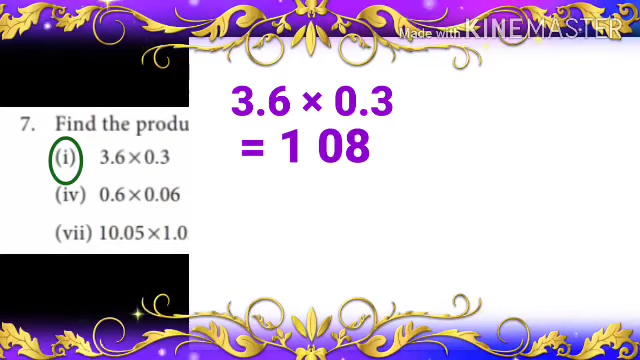 Made with KINEMASTER
3.6 × 0.3
= 1 08
7. Find the produ
(i) 3.6×0.3
(iv) 0.6×0.06
(vii) 10.05×1.0